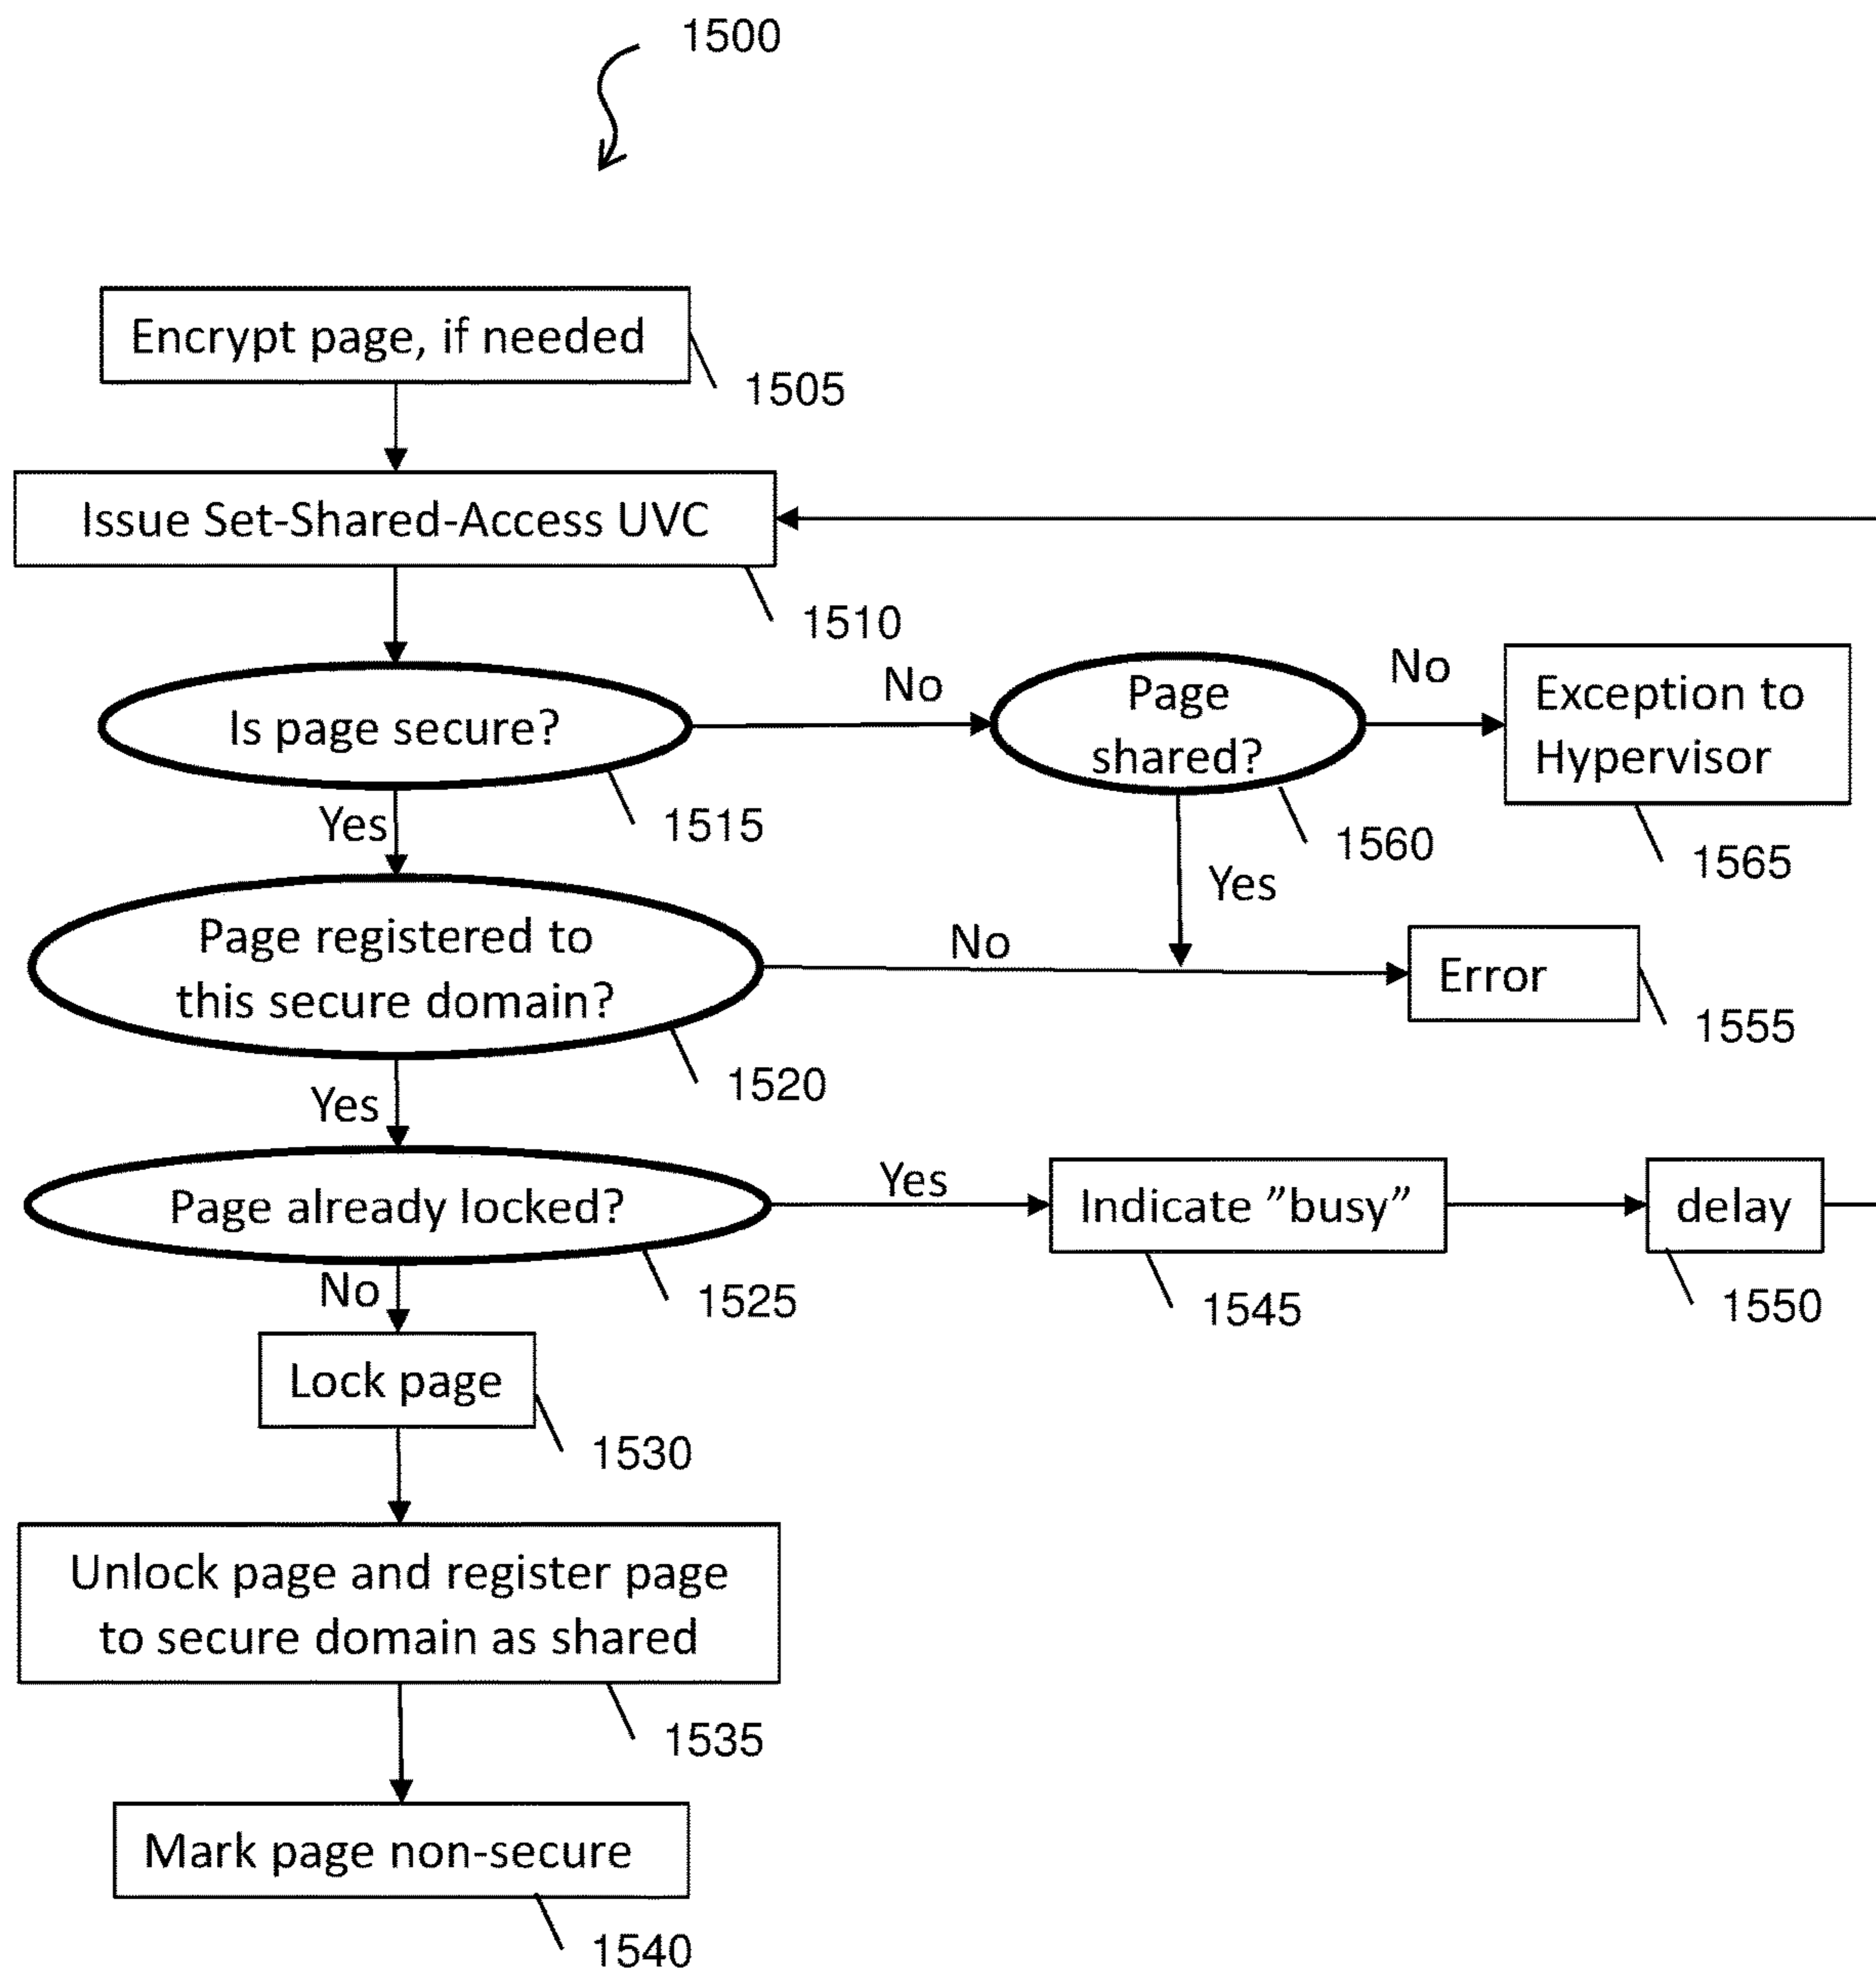 1500
Encrypt page, if needed
1505
Issue Set-Shared-Access UVC
1510
Is page secure?
1515
No
Page
shared?
1560
No
Exception to
Hypervisor
1565
Yes
Yes
Page registered to
this secure domain?
1520
No
Error
1555
Yes
Page already locked?
1525
Yes
Indicate ”busy”
1545
delay
1550
No
Lock page
1530
Unlock page and register page
to secure domain as shared
1535
Mark page non-secure
1540